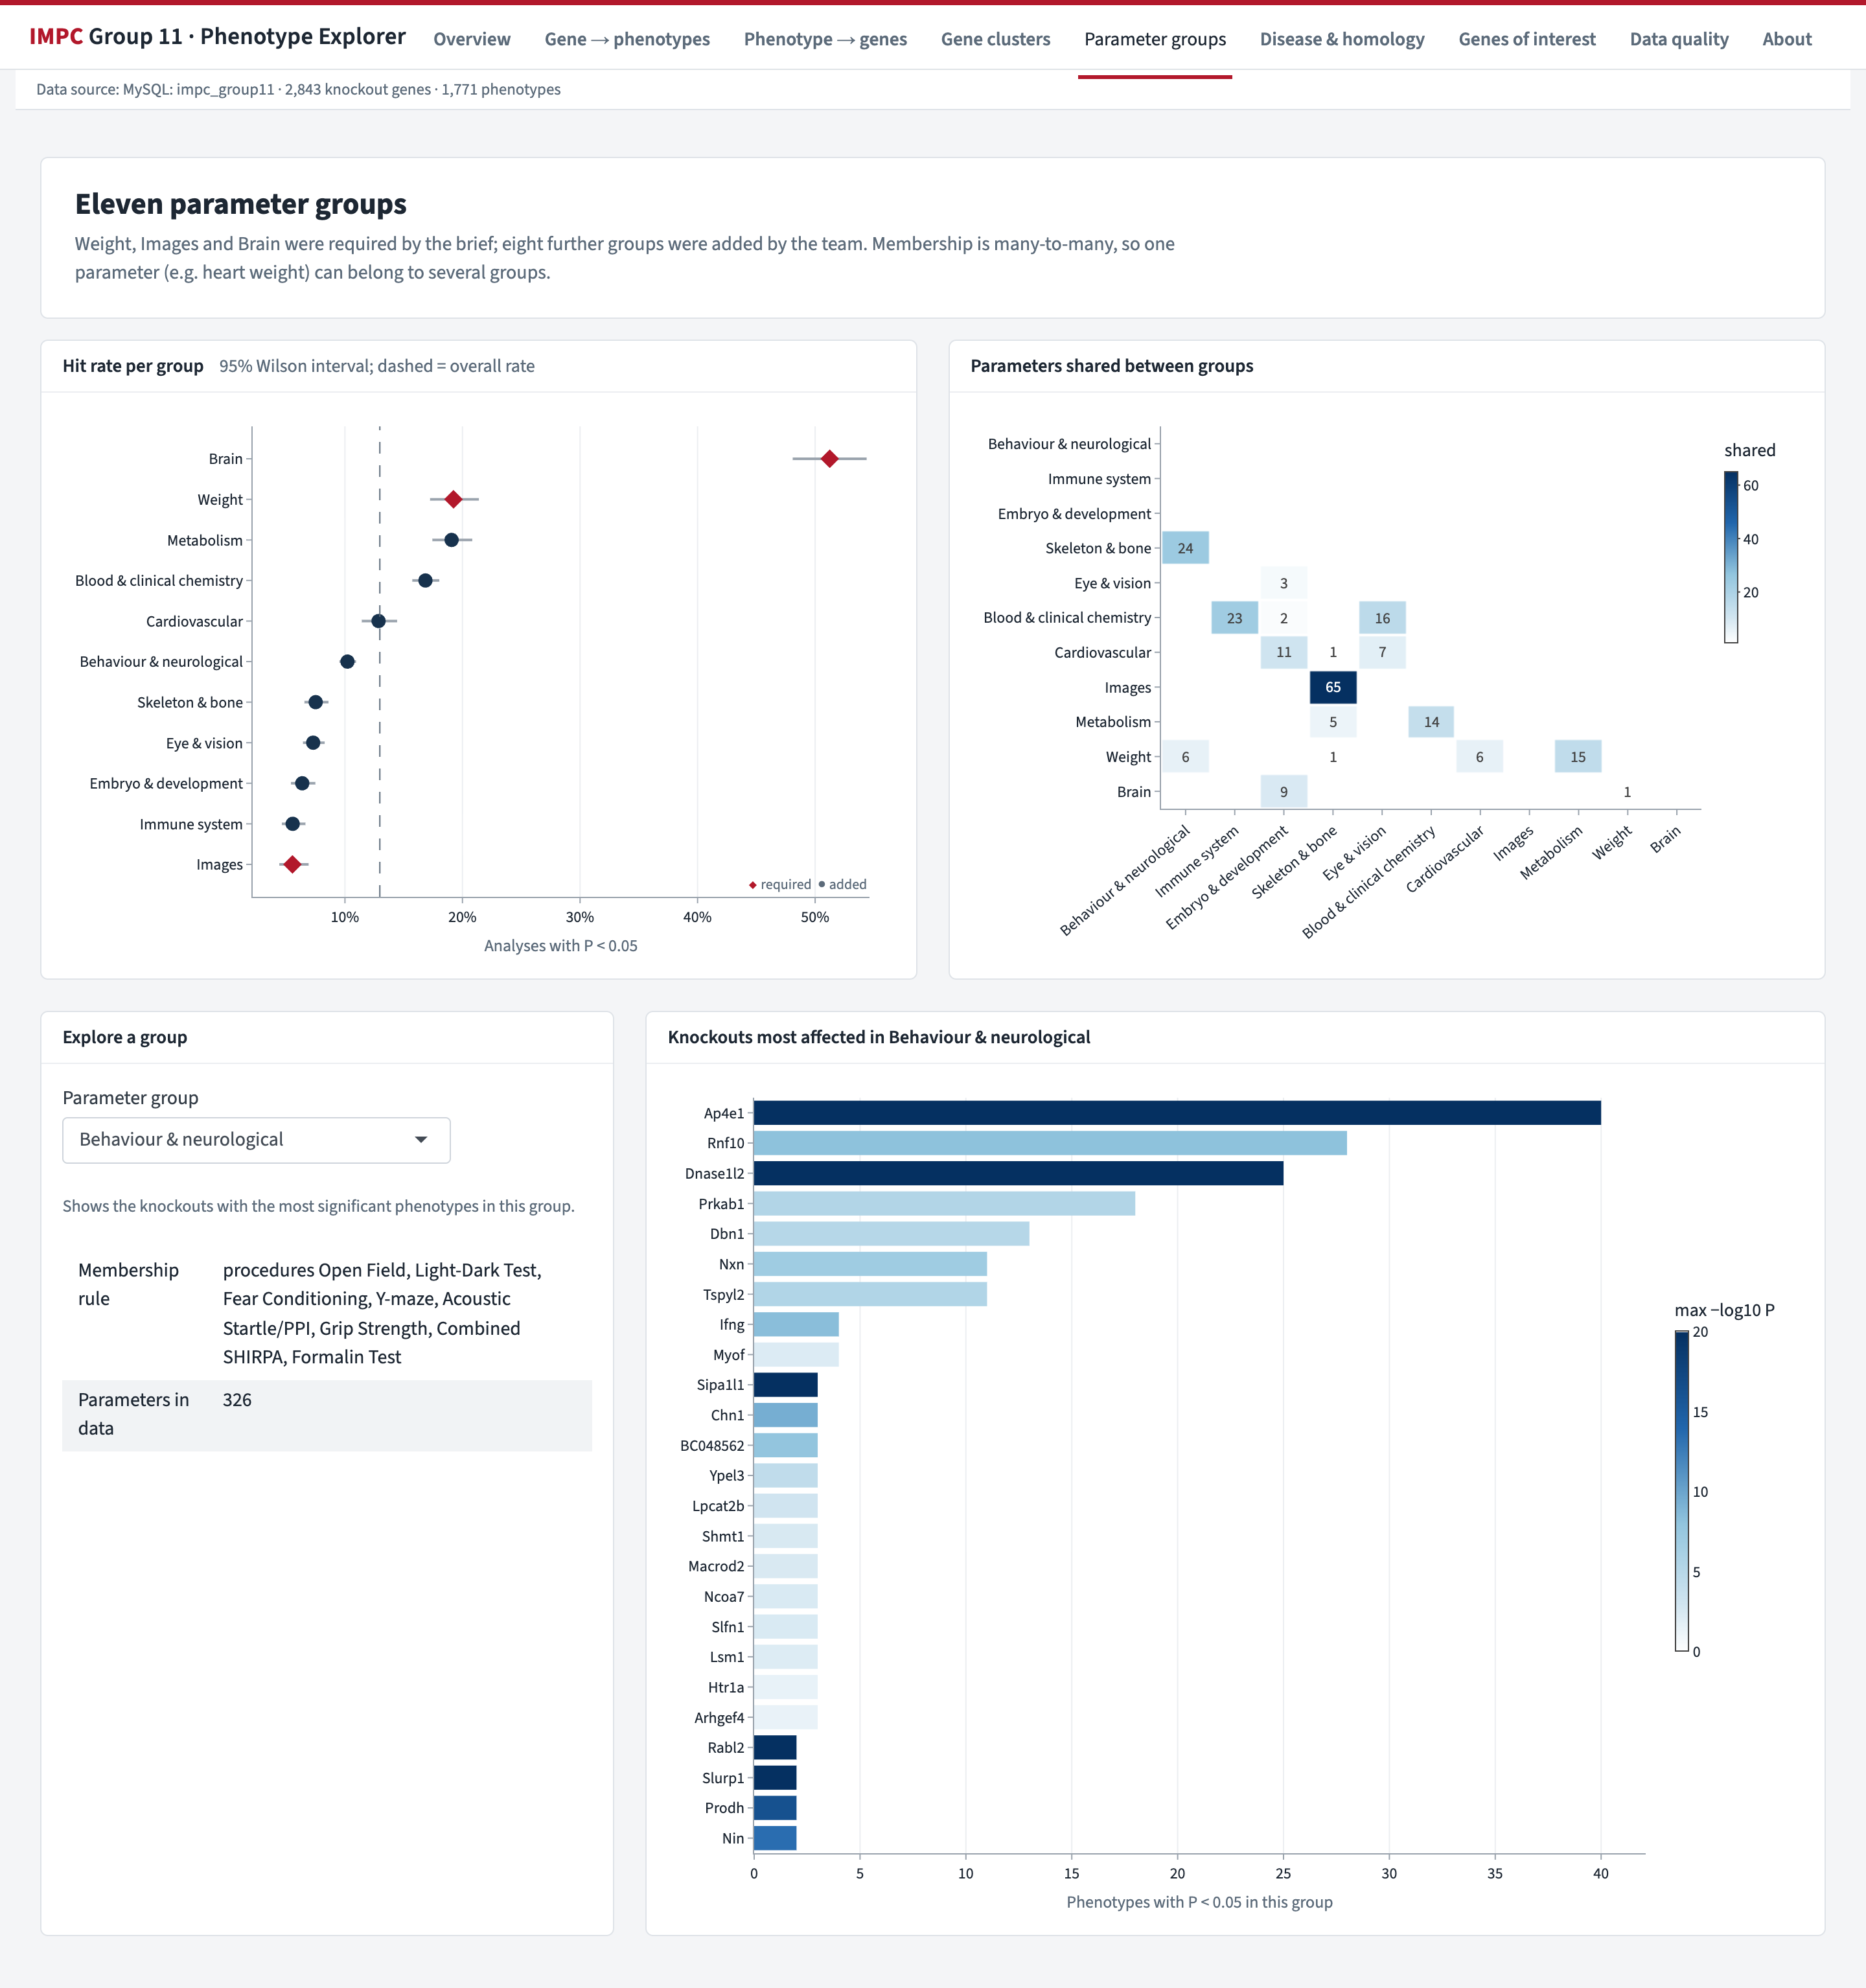 IMPC Group 11 · Phenotype Explorer
Overview
Gene → phenotypes
Phenotype → genes
Gene clusters
Parameter groups
Disease & homology
Genes of interest
Data quality
About
Data source: MySQL: impc_group11 · 2,843 knockout genes · 1,771 phenotypes
Eleven parameter groups
Weight, Images and Brain were required by the brief; eight further groups were added by the team. Membership is many-to-many, so one
parameter (e.g. heart weight) can belong to several groups.
Hit rate per group 95% Wilson interval; dashed = overall rate
Brain
Weight
Metabolism
Blood & clinical chemistry
Cardiovascular
Behaviour & neurological
Skeleton & bone
Eye & vision
Embryo & development
Immune system
Images
required added
10% 20% 30% 40% 50%
Analyses with P < 0.05
Parameters shared between groups
Behaviour & neurological
Immune system
Embryo & development
Skeleton & bone 24
Eye & vision 3
Blood & clinical chemistry 23 2 16
Cardiovascular 11 1 7
Images 65
Metabolism 5 14
Weight 6 1 6 15
Brain 9 1
Behaviour & neurological
Immune system
Embryo & development
Skeleton & bone
Eye & vision
Blood & clinical chemistry
Cardiovascular
Images
Metabolism
Weight
Brain
shared
60
40
20
Explore a group
Parameter group
Behaviour & neurological
Shows the knockouts with the most significant phenotypes in this group.
Membership procedures Open Field, Light-Dark Test,
rule Fear Conditioning, Y-maze, Acoustic
Startle/PPI, Grip Strength, Combined
SHIRPA, Formalin Test
Parameters in 326
data
Knockouts most affected in Behaviour & neurological
Ap4e1
Rnf10
Dnase1l2
Prkab1
Dbn1
Nxn
Tspyl2
Ifng
Myof
Sipa1l1
Chn1
BC048562
Ypel3
Lpcat2b
Shmt1
Macrod2
Ncoa7
Slfn1
Lsm1
Htr1a
Arhgef4
Rabl2
Slurp1
Prodh
Nin
0 5 10 15 20 25 30 35 40
Phenotypes with P < 0.05 in this group
max −log10 P
20
15
10
5
0